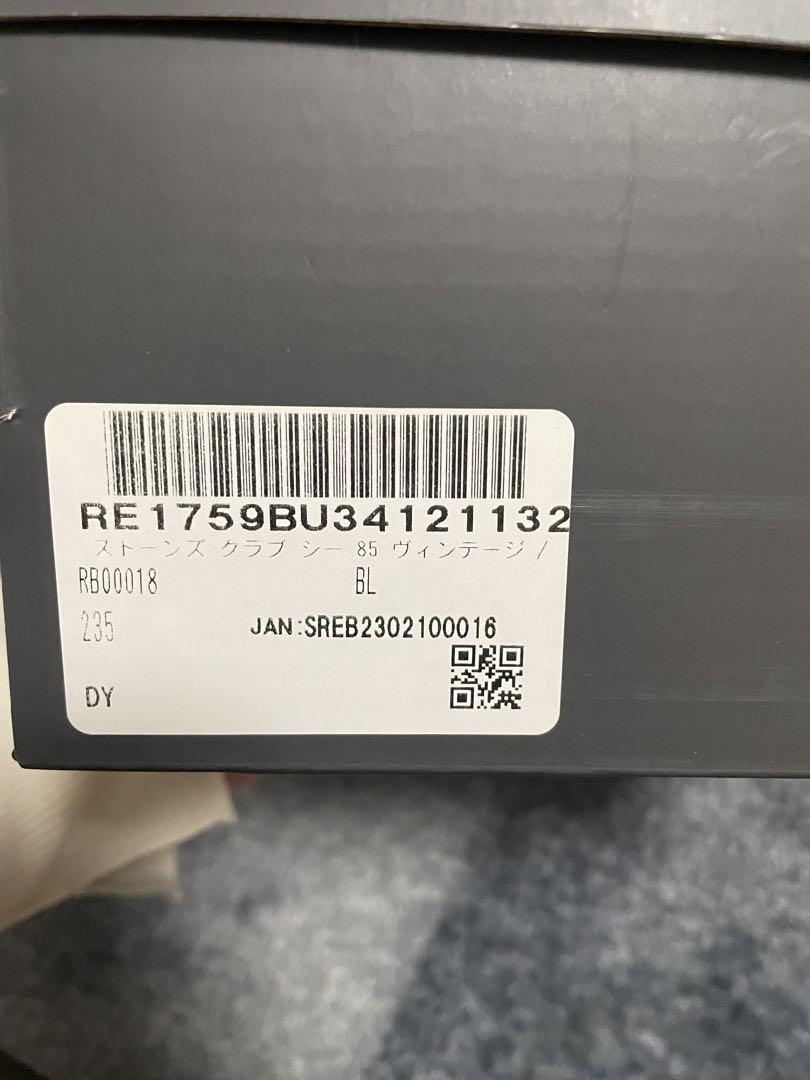 RE1759BU34121132
ストーンズ クラブ シー 85 ヴィンテージ /
RB00018 BL
235 JAN:SREB2302100016
DY